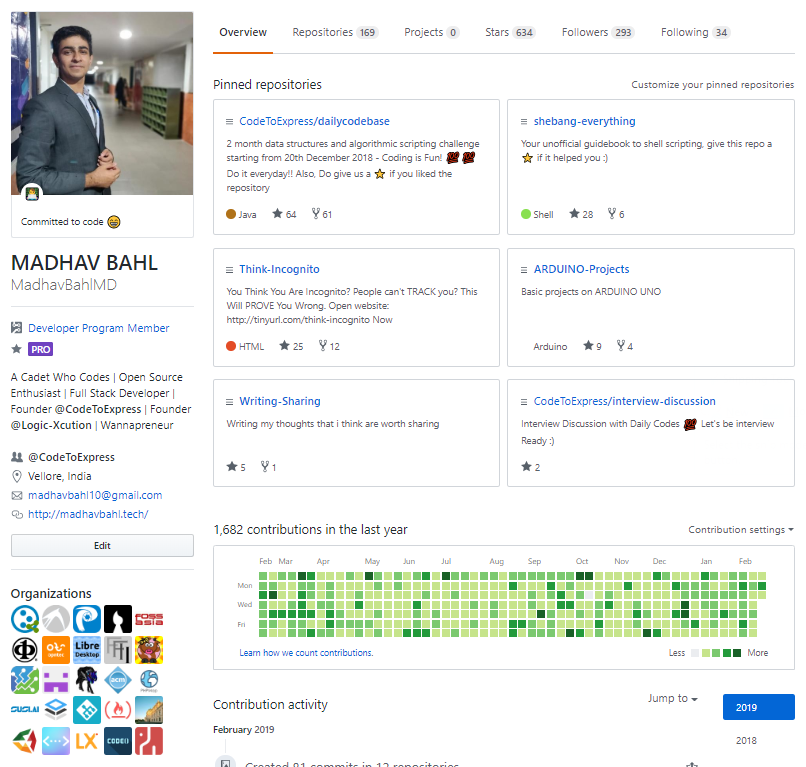 Overview Repositories 169 Projects 0 Stars 634 Followers 293 Following 34
Committed to code 😁
MADHAV BAHL
MadhavBahlMD
Developer Program Member
PRO
A Cadet Who Codes | Open Source
Enthusiast | Full Stack Developer |
Founder @CodeToExpress | Founder
@Logic-Xcution | Wannapreneur
@CodeToExpress
Vellore, India
madhavbahl10@gmail.com
http://madhavbahl.tech/
Edit
Organizations
FOSS
ASIA
Libre
Desktop
acm
SUSLAI
LX
Pinned repositories
Customize your pinned repositories
CodeToExpress/dailycodebase
2 month data structures and algorithmic scripting challenge
starting from 20th December 2018 - Coding is Fun! 💯 💯
Do it everyday!! Also, Do give us a ⭐ if you liked the
repository
Java 64 61
shebang-everything
Your unofficial guidebook to shell scripting, give this repo a
⭐ if it helped you :)
Shell 28 6
Think-Incognito
You Think You Are Incognito? People can't TRACK you? This
Will PROVE You Wrong. Open website:
http://tinyurl.com/think-incognito Now
HTML 25 12
ARDUINO-Projects
Basic projects on ARDUINO UNO
Arduino 9 4
Writing-Sharing
Writing my thoughts that i think are worth sharing
5 1
CodeToExpress/interview-discussion
Interview Discussion with Daily Codes 💯 Let's be interview
Ready :)
2
1,682 contributions in the last year
Contribution settings
Feb Mar Apr May Jun Jul Aug Sep Oct Nov Dec Jan Feb
Mon
Wed
Fri
Learn how we count contributions.
Less More
Contribution activity
Jump to
2019
2018
February 2019
Created 81 commits in 12 repositories